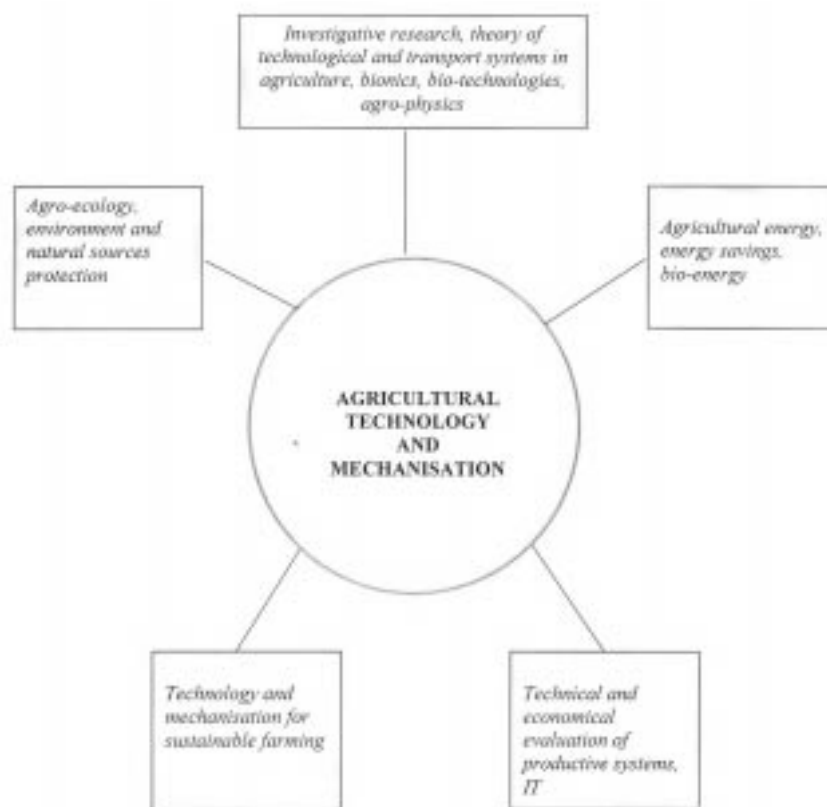 Investigative research, theory of
technological and transport systems in
agriculture, bionics, bio-technologies,
agro-physics
Agro-ecology,
environment and
natural sources
protection
Agricultural energy,
energy savings,
bio-energy
AGRICULTURAL
TECHNOLOGY
AND
MECHANISATION
Technology and
mechanisation for
sustainable farming
Technical and
economical
evaluation of
productive systems,
IT